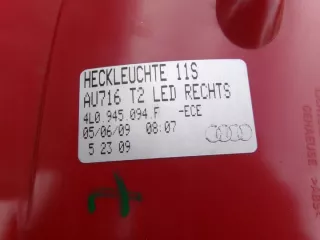 HECKLEUCHTE 11S
AU716 T2 LED RECHTS
4L0.945.094.F -ECE
05/06/09 08:07
5 23 09